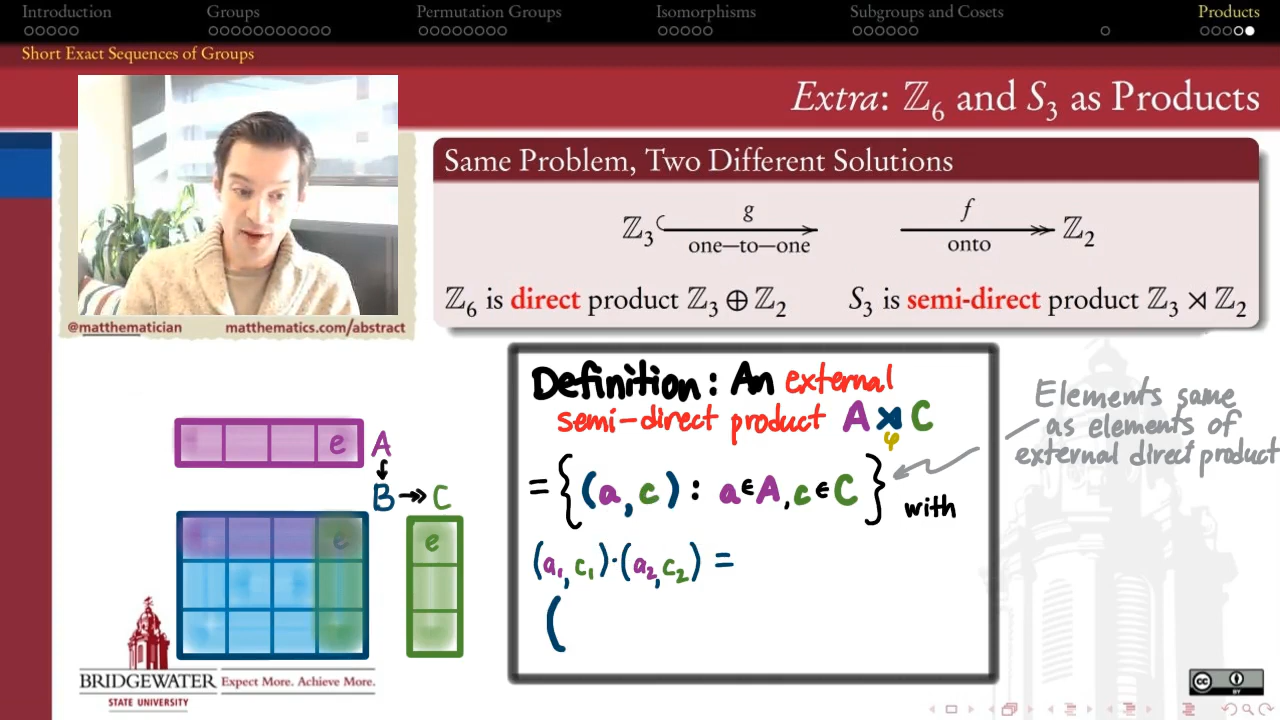 Introduction Groups Permutation Groups Isomorphisms Subgroups and Cosets Products
Short Exact Sequences of Groups
Extra: ℤ₆ and S₃ as Products
@matthematician matthematics.com/abstract
Same Problem, Two Different Solutions
ℤ₃ g one—to—one f onto ℤ₂
ℤ₆ is direct product ℤ₃ ⊕ ℤ₂ S₃ is semi-direct product ℤ₃ ⋊ ℤ₂
Definition: An external
semi-direct product A ⋊φ C
= {(a, c) : a∈A, c∈C}
with
(a₁, c₁)·(a₂, c₂) =
(
Elements same
as elements of
external direct product
e A
B ↠ C
e e
BRIDGEWATER
STATE UNIVERSITY
Expect More. Achieve More.
CC BY